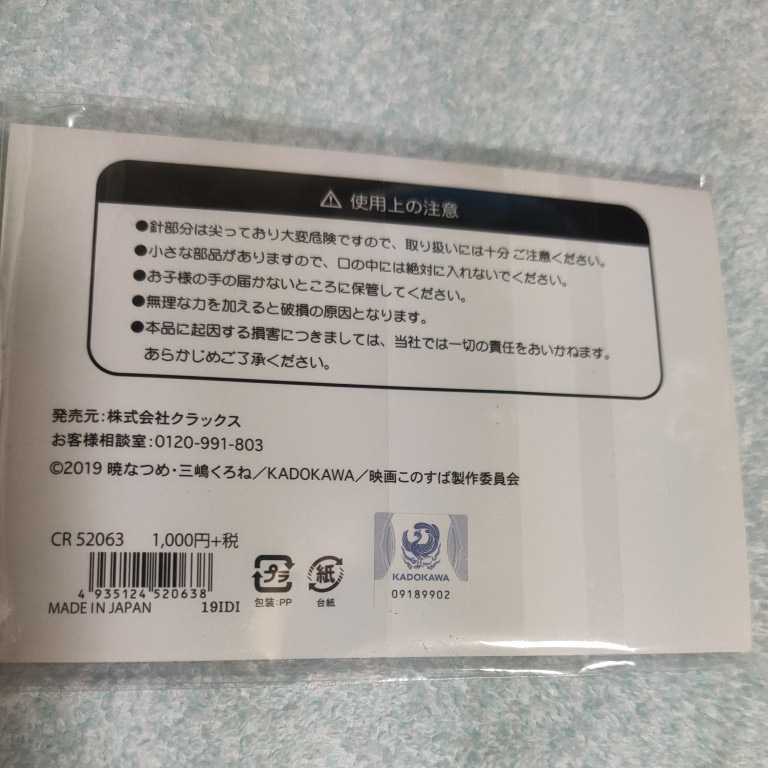 ⚠ 使用上の注意
●針部分は尖っており大変危険ですので、取り扱いには十分ご注意ください。
●小さな部品がありますので、口の中には絶対に入れないでください。
●お子様の手の届かないところに保管してください。
●無理な力を加えると破損の原因となります。
●本品に起因する損害につきましては、当社では一切の責任をおいかねます。
あらかじめご了承ください。
発売元:株式会社クラックス
お客様相談室:0120-991-803
©2019 暁なつめ・三嶋くろね/KADOKAWA/映画このすば製作委員会
CR 52063 1,000円+税
4 935124 520638
MADE IN JAPAN 19IDI
プラ
包装:PP
紙
台紙
KADOKAWA
09189902